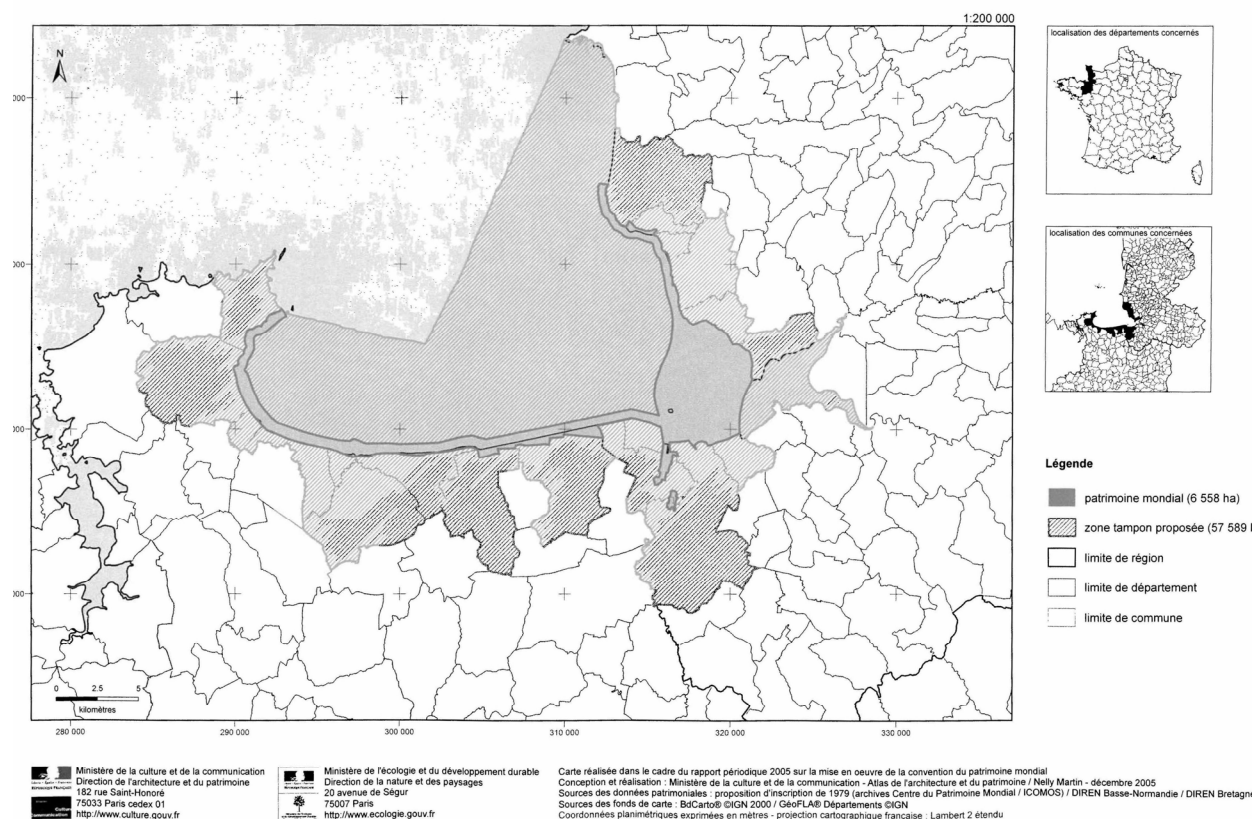 1:200 000
localisation des départements concernés
N
000
000
000
000
localisation des communes concernées
Légende
patrimoine mondial (6 558 ha)
zone tampon proposée (57 589 h
limite de région
limite de département
limite de commune
0 2.5 5
kilomètres
280 000 290 000 300 000 310 000 320 000 330 000
Ministère de la culture et de la communication
Direction de l'architecture et du patrimoine
182 rue Saint-Honoré
75033 Paris cedex 01
http://www.culture.gouv.fr
Culture
Communication
Ministère de l'écologie et du développement durable
Direction de la nature et des paysages
20 avenue de Ségur
75007 Paris
http://www.ecologie.gouv.fr
Carte réalisée dans le cadre du rapport périodique 2005 sur la mise en oeuvre de la convention du patrimoine mondial
Conception et réalisation : Ministère de la culture et de la communication - Atlas de l'architecture et du patrimoine / Nelly Martin - décembre 2005
Sources des données patrimoniales : proposition d'inscription de 1979 (archives Centre du Patrimoine Mondial / ICOMOS) / DIREN Basse-Normandie / DIREN Bretagne
Sources des fonds de carte : BdCarto® ©IGN 2000 / GéoFLA® Départements ©IGN
Coordonnées planimétriques exprimées en mètres - projection cartographique française : Lambert 2 étendu